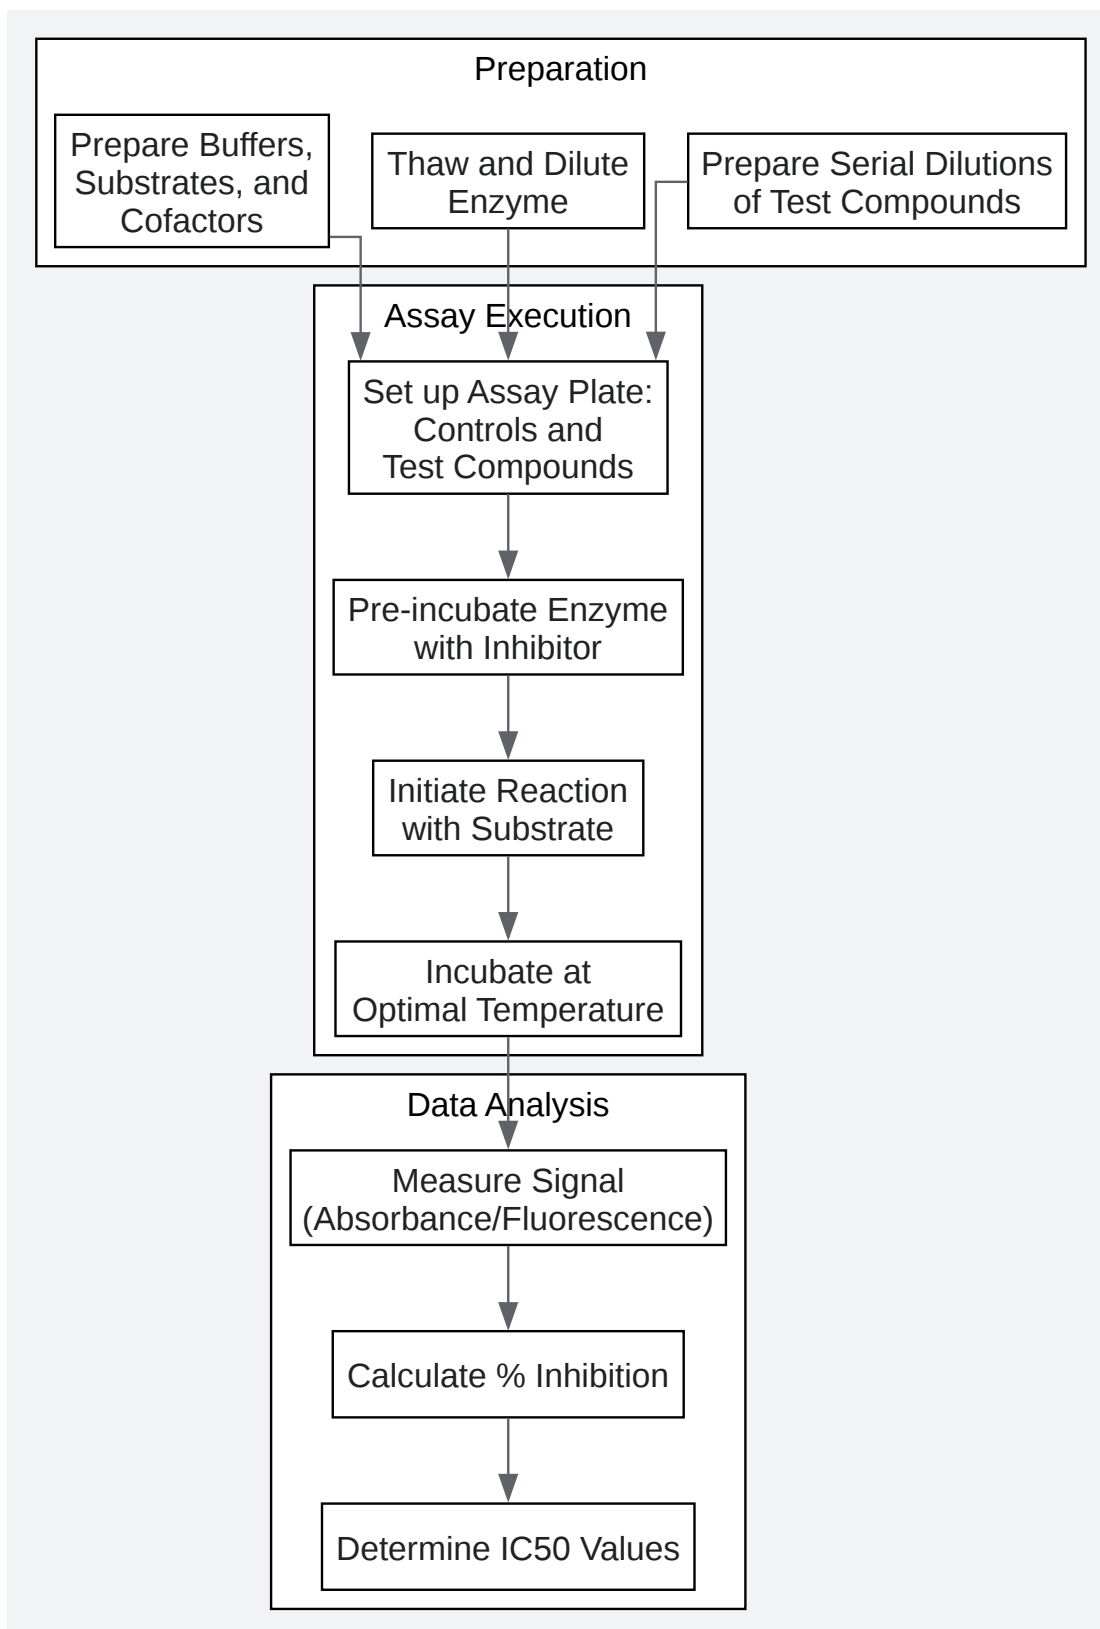 Preparation
Prepare Buffers,
Substrates, and
Cofactors
Thaw and Dilute
Enzyme
Prepare Serial Dilutions
of Test Compounds
Assay Execution
Set up Assay Plate:
Controls and
Test Compounds
Pre-incubate Enzyme
with Inhibitor
Initiate Reaction
with Substrate
Incubate at
Optimal Temperature
Data Analysis
Measure Signal
(Absorbance/Fluorescence)
Calculate % Inhibition
Determine IC50 Values